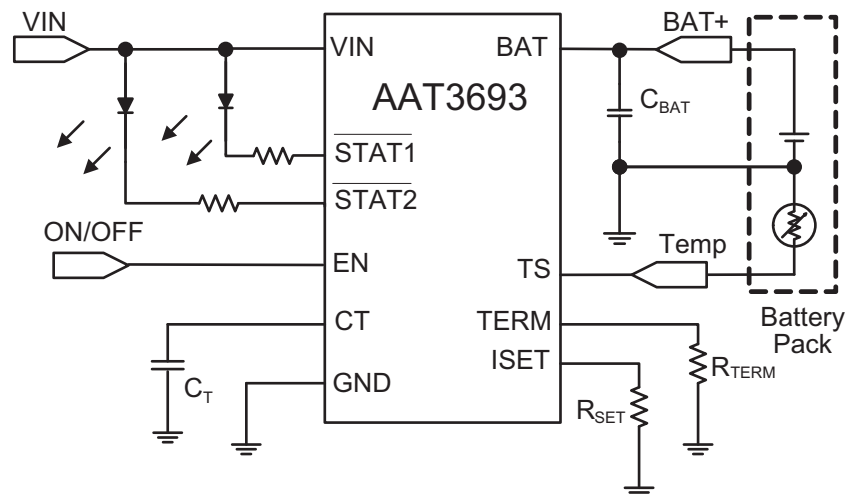 VIN
BAT+
VIN
BAT
AAT3693
C_BAT
STAT1
STAT2
ON/OFF
EN
TS
Temp
CT
TERM
Battery
Pack
ISET
R_TERM
C_T
GND
R_SET